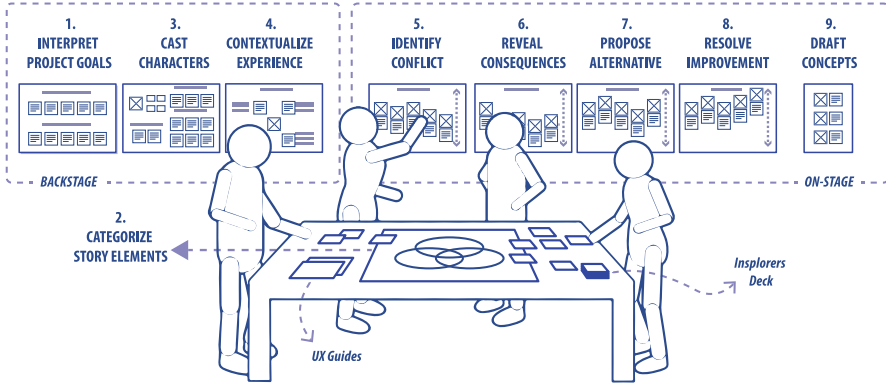 1.
INTERPRET
PROJECT GOALS
3.
CAST
CHARACTERS
4.
CONTEXTUALIZE
EXPERIENCE
5.
IDENTIFY
CONFLICT
6.
REVEAL
CONSEQUENCES
7.
PROPOSE
ALTERNATIVE
8.
RESOLVE
IMPROVEMENT
9.
DRAFT
CONCEPTS
BACKSTAGE
ON-STAGE
2.
CATEGORIZE
STORY ELEMENTS
Insplorers
Deck
UX Guides